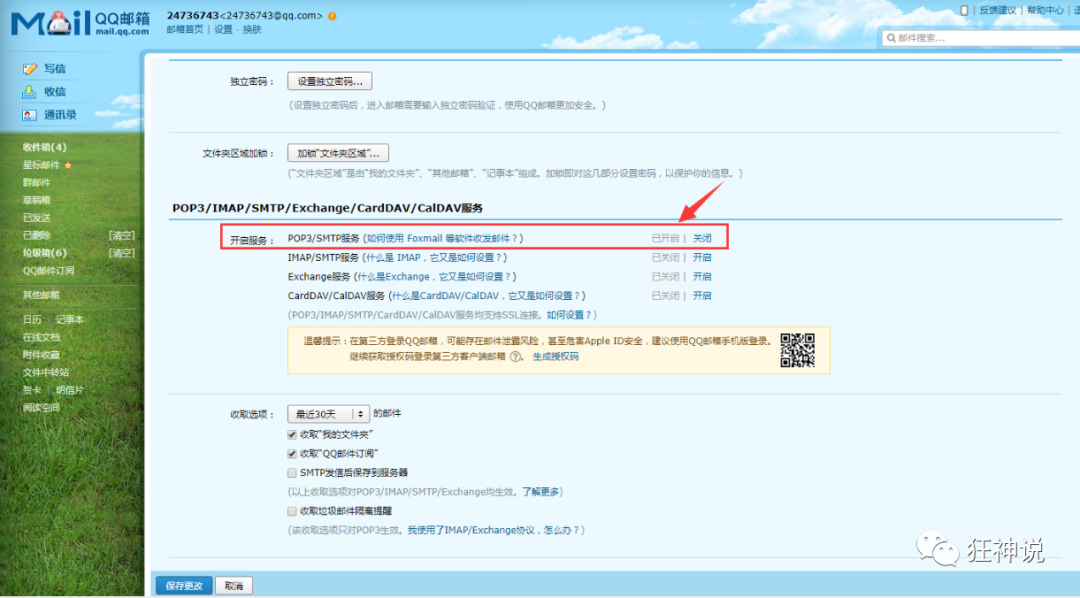 Mail QQ邮箱
mail.qq.com
24736743<24736743@qq.com>
邮箱首页 | 设置 - 换肤
反馈建议 | 帮助中心 |
邮件搜索...
写信
收信
通讯录
收件箱(4)
星标邮件
群邮件
草稿箱
已发送
已删除 [清空]
垃圾箱(6) [清空]
QQ邮件订阅
其他邮箱
日历 | 记事本
在线文档
附件收藏
文件中转站
贺卡 | 明信片
阅读空间
独立密码： 设置独立密码...
(设置独立密码后，进入邮箱需要输入独立密码验证，使用QQ邮箱更加安全。)
文件夹区域加锁： 加锁“文件夹区域”...
(“文件夹区域”是由“我的文件夹”、“其他邮箱”、“记事本”组成。加锁即对这几部分设置密码，以保护你的信息。)
POP3/IMAP/SMTP/Exchange/CardDAV/CalDAV服务
开启服务： POP3/SMTP服务 (如何使用 Foxmail 等软件收发邮件？) 已开启 | 关闭
IMAP/SMTP服务 (什么是 IMAP，它又是如何设置？) 已关闭 | 开启
Exchange服务 (什么是Exchange，它又是如何设置？) 已关闭 | 开启
CardDAV/CalDAV服务 (什么是CardDAV/CalDAV，它又是如何设置？) 已关闭 | 开启
(POP3/IMAP/SMTP/CardDAV/CalDAV服务均支持SSL连接。如何设置？)
温馨提示：在第三方登录QQ邮箱，可能存在邮件泄露风险，甚至危害Apple ID安全，建议使用QQ邮箱手机版登录。
继续获取授权码登录第三方客户端邮箱 ?。 生成授权码
收取选项： 最近30天 的邮件
收取“我的文件夹”
收取“QQ邮件订阅”
SMTP发信后保存到服务器
(以上收取选项对POP3/IMAP/SMTP/Exchange均生效。了解更多)
收取垃圾邮件隔离提醒
(该收取选项只对POP3生效。我使用了IMAP/Exchange协议，怎么办？)
保存更改 取消
狂神说